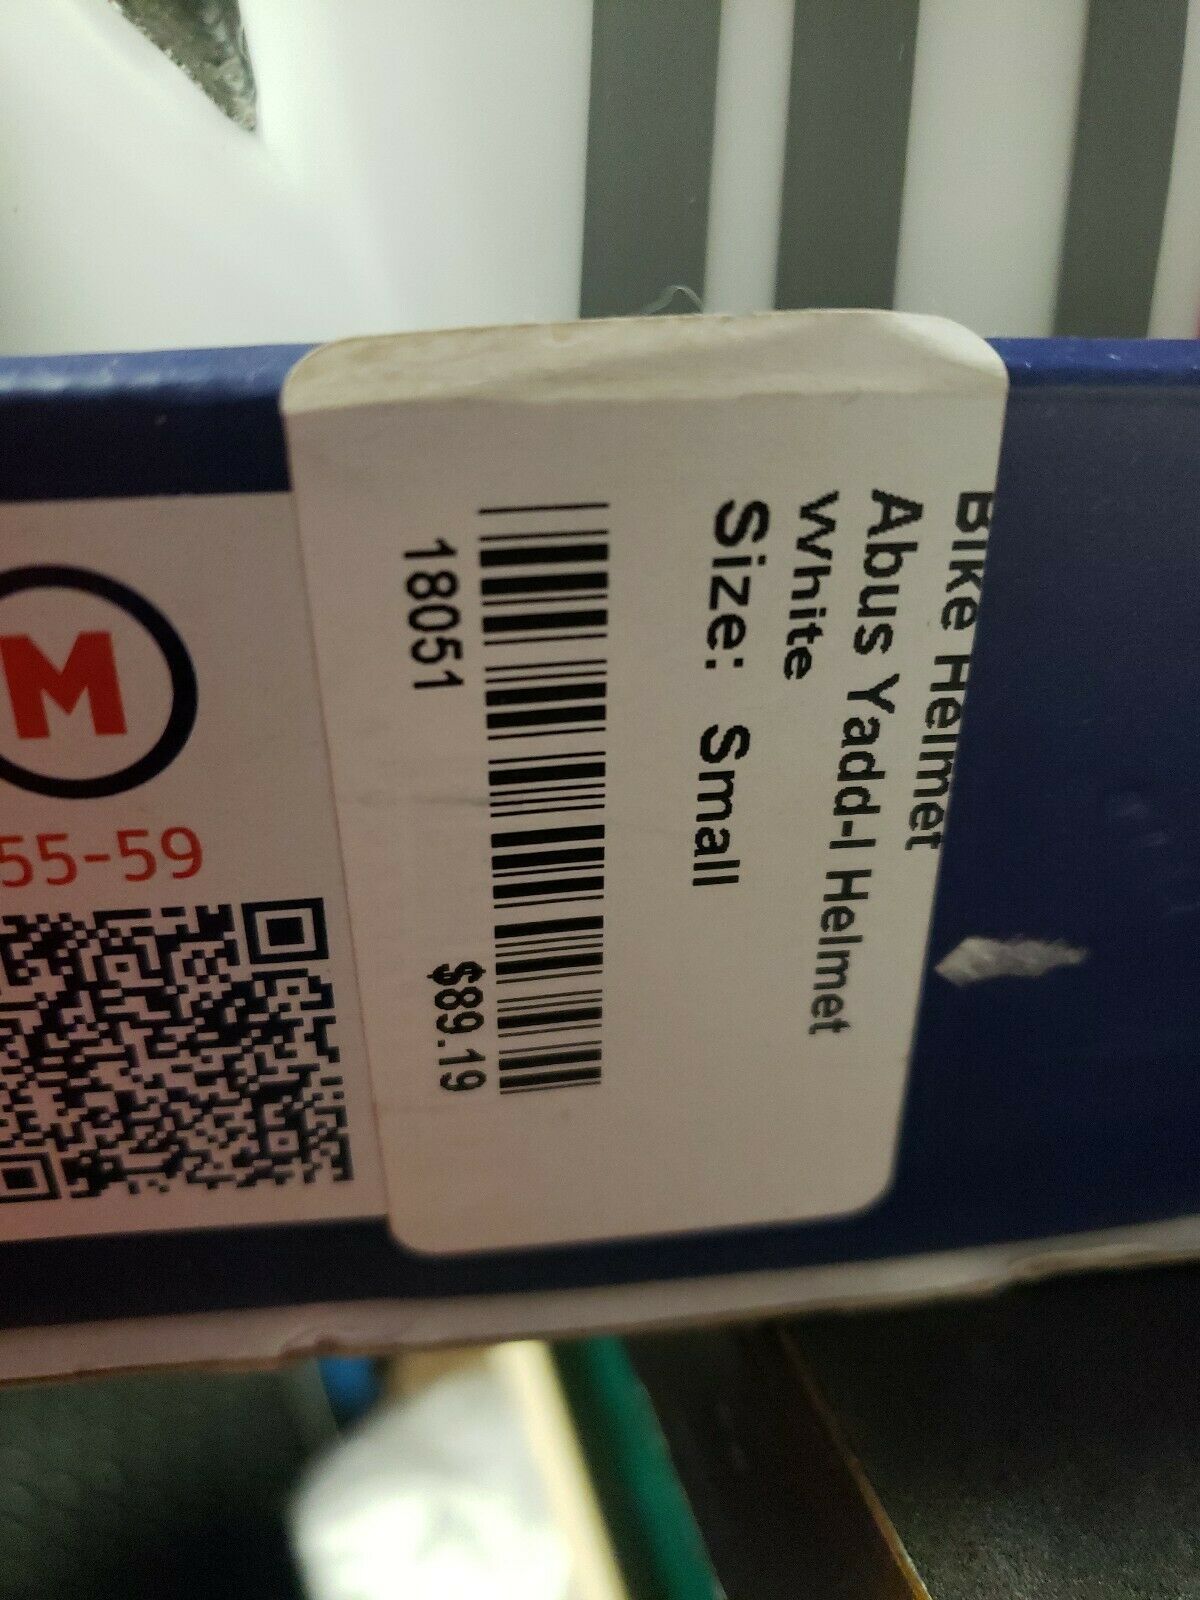 Bike Helmet
Abus Yadd-I Helmet
White
Size: Small
18051 $89.19
M
55-59